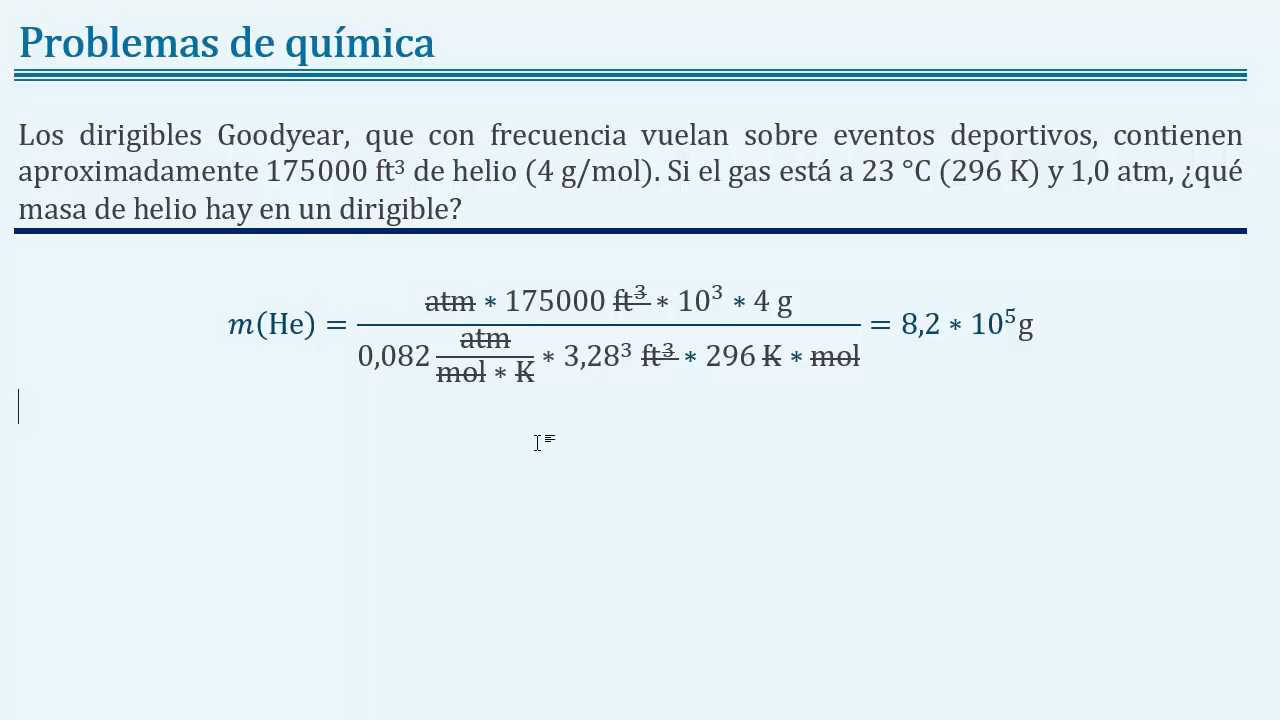 Problemas de química
Los dirigibles Goodyear, que con frecuencia vuelan sobre eventos deportivos, contienen
aproximadamente 175000 ft³ de helio (4 g/mol). Si el gas está a 23 °C (296 K) y 1,0 atm, ¿qué
masa de helio hay en un dirigible?
atm ∗ 175000 ft³ ∗ 10³ ∗ 4 g
m(He) = = 8,2 ∗ 10⁵g
atm
0,082 ∗ 3,28³ ft³ ∗ 296 K ∗ mol
mol ∗ K